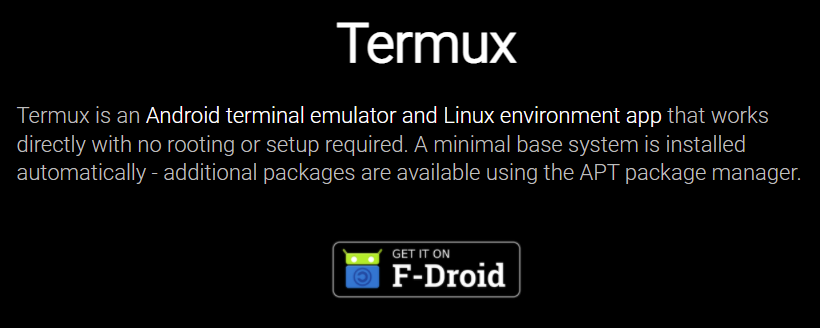 Termux
Termux is an Android terminal emulator and Linux environment app that works
directly with no rooting or setup required. A minimal base system is installed
automatically - additional packages are available using the APT package manager.
GET IT ON
F-Droid